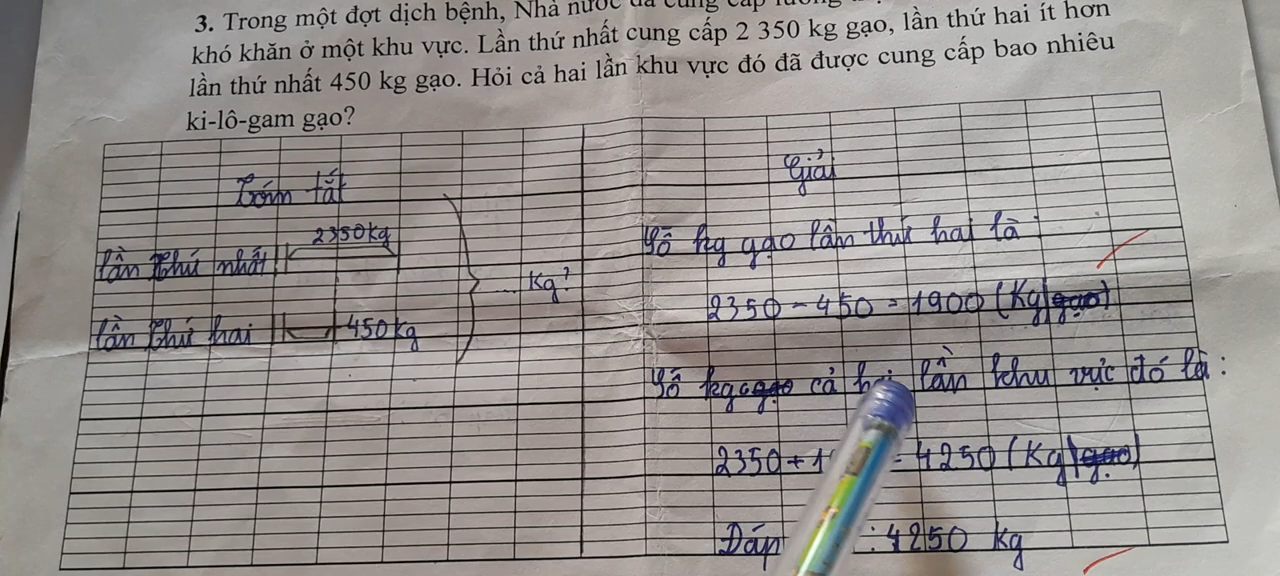 3. Trong một đợt dịch bệnh, Nhà nước đã cung cấp
khó khăn ở một khu vực. Lần thứ nhất cung cấp 2 350 kg gạo, lần thứ hai ít hơn
lần thứ nhất 450 kg gạo. Hỏi cả hai lần khu vực đó đã được cung cấp bao nhiêu
ki-lô-gam gạo?
Tóm tắt
2350kg
lần thứ nhất
... Kg?
lần thứ hai 450kg
Giải
Số kg gạo lần thứ hai là:
2350 - 450 = 1900 (Kg gạo)
Số kg gạo cả hai lần khu vực đó là:
2350 + 1 = 4250 (Kg gạo)
Đáp : 4250 kg